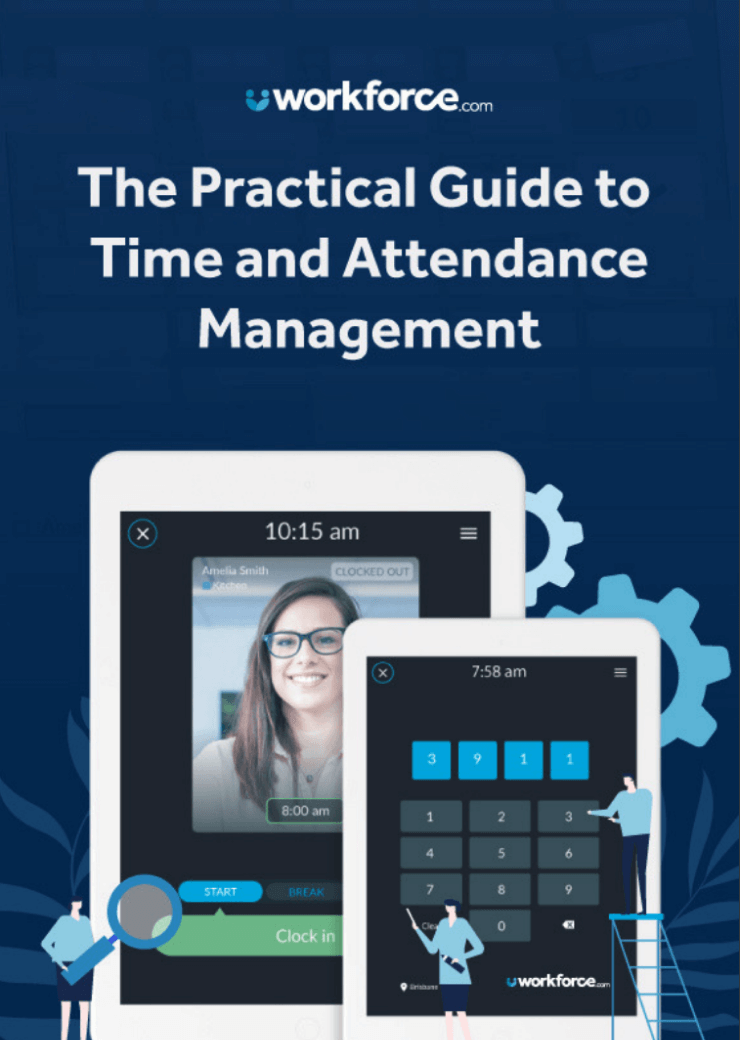 workforce.com
The Practical Guide to
Time and Attendance
Management
10:15 am
Amelia Smith
CLOCKED OUT
Kitchen
8:00 am
START
BREAK
Clock in
7:58 am
3 9 1 1
1 2 3
4 5 6
7 8 9
0
Brisbane
workforce.com